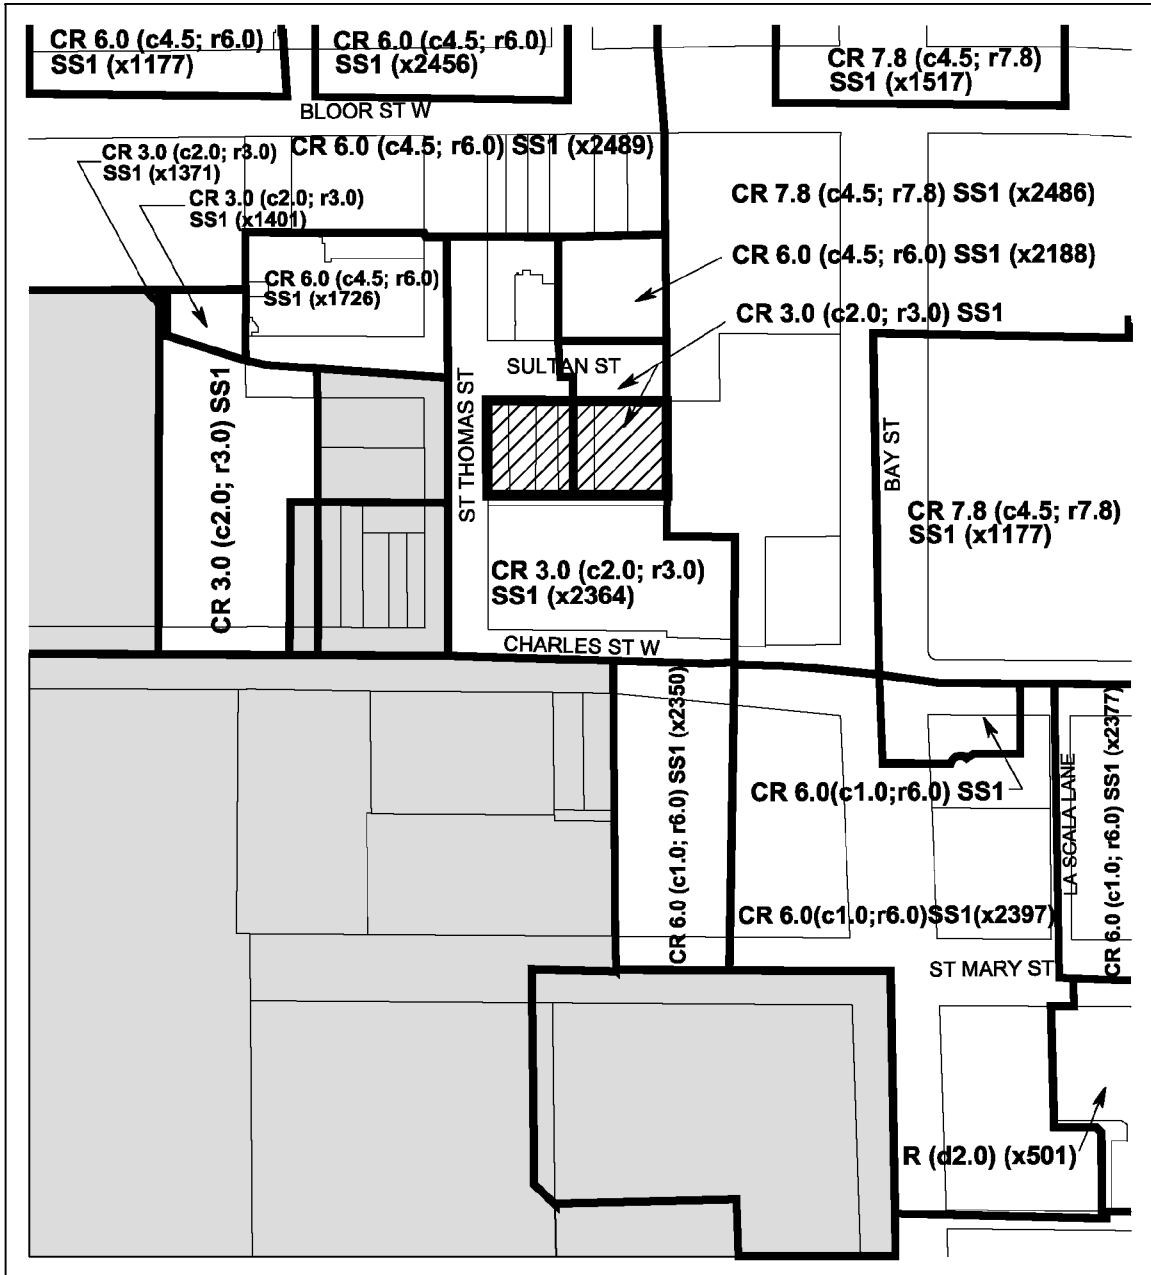 CR 6.0 (c4.5; r6.0)
SS1 (x1177)
CR 6.0 (c4.5; r6.0)
SS1 (x2456)
CR 7.8 (c4.5; r7.8)
SS1 (x1517)
BLOOR ST W
CR 3.0 (c2.0; r3.0)
SS1 (x1371)
CR 6.0 (c4.5; r6.0) SS1 (x2489)
CR 3.0 (c2.0; r3.0)
SS1 (x1401)
CR 7.8 (c4.5; r7.8) SS1 (x2486)
CR 6.0 (c4.5; r6.0) SS1 (x2188)
CR 6.0 (c4.5; r6.0)
SS1 (x1726)
CR 3.0 (c2.0; r3.0) SS1
SULTAN ST
CR 3.0 (c2.0; r3.0) SS1
ST THOMAS ST
BAY ST
CR 7.8 (c4.5; r7.8)
SS1 (x1177)
CR 3.0 (c2.0; r3.0)
SS1 (x2364)
CHARLES ST W
CR 6.0 (c1.0; r6.0) SS1 (x2350)
CR 6.0(c1.0;r6.0) SS1
LA SCALA LANE
CR 6.0 (c1.0; r6.0) SS1 (x2377)
CR 6.0(c1.0;r6.0)SS1(x2397)
ST MARY ST
R (d2.0) (x501)